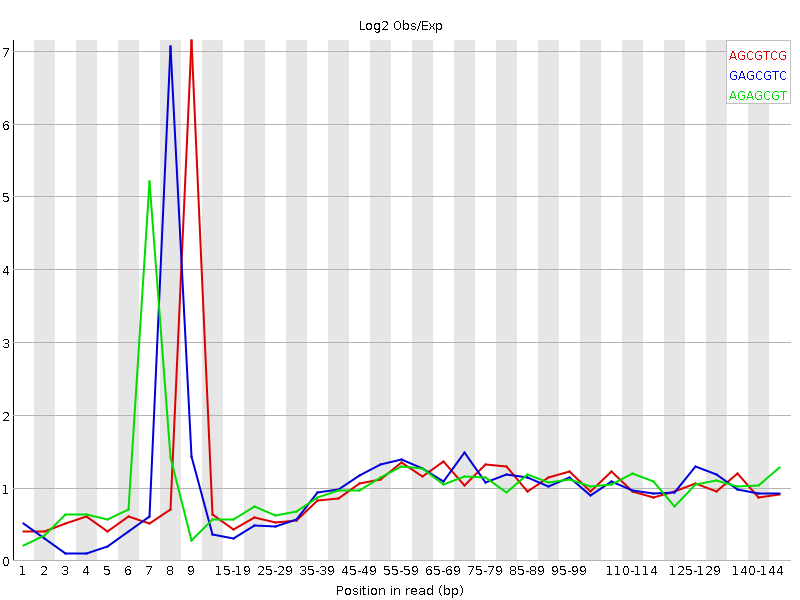 Log2 Obs/Exp
AGCGTCG
GAGCGTC
AGAGCGT
7
6
5
4
3
2
1
0
1 2 3 4 5 6 7 8 9 15-19 25-29 35-39 45-49 55-59 65-69 75-79 85-89 95-99 110-114 125-129 140-144
Position in read (bp)